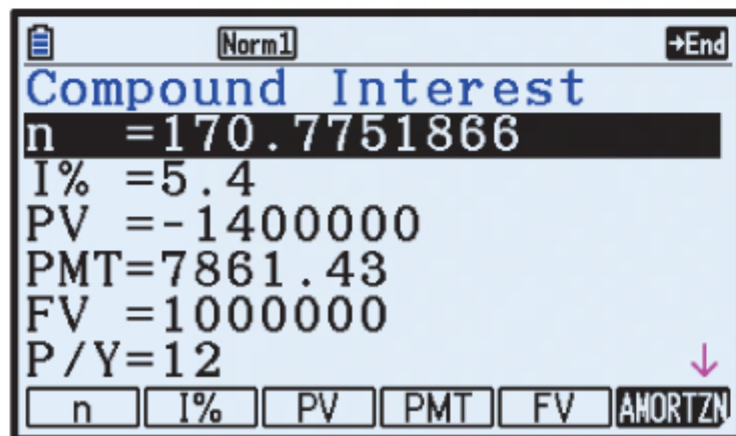 Norm1 →End
Compound Interest
n =170.7751866
I% =5.4
PV =-1400000
PMT=7861.43
FV =1000000
P/Y=12 ↓
n I% PV PMT FV AMORTZN